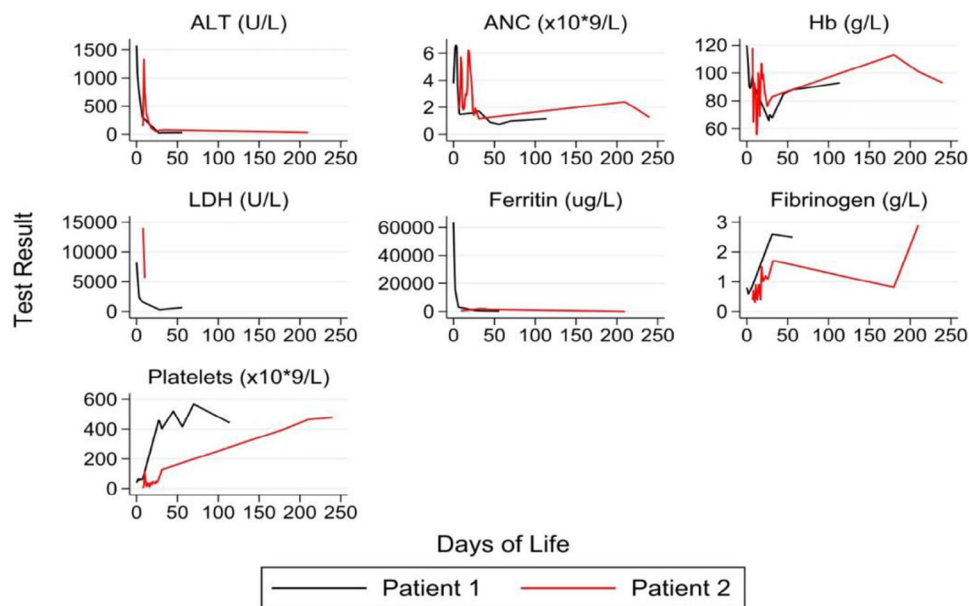 ALT (U/L)
1500
1000
500
0
0 50 100 150 200 250
ANC (x10*9/L)
6
4
2
0
0 50 100 150 200 250
Hb (g/L)
120
100
80
60
0 50 100 150 200 250
Test Result
LDH (U/L)
15000
10000
5000
0
0 50 100 150 200 250
Ferritin (ug/L)
60000
40000
20000
0
0 50 100 150 200 250
Fibrinogen (g/L)
3
2
1
0
0 50 100 150 200 250
Platelets (x10*9/L)
600
400
200
0
0 50 100 150 200 250
Days of Life
Patient 1 Patient 2